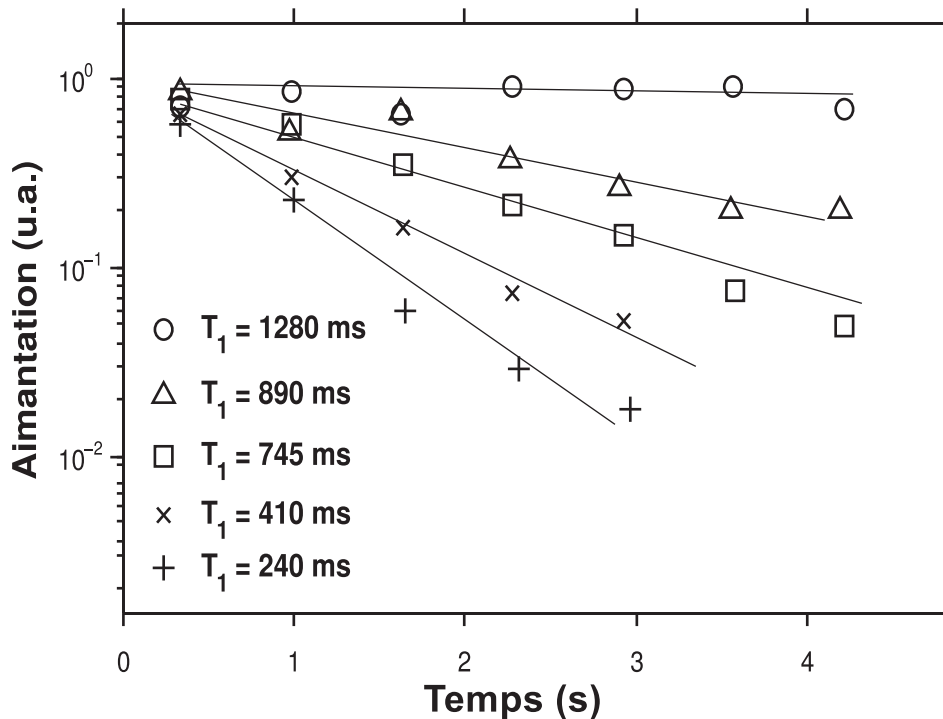 Aimantation (u.a.)
10⁰
10⁻¹
10⁻²
T₁ = 1280 ms
T₁ = 890 ms
T₁ = 745 ms
T₁ = 410 ms
T₁ = 240 ms
0 1 2 3 4
Temps (s)